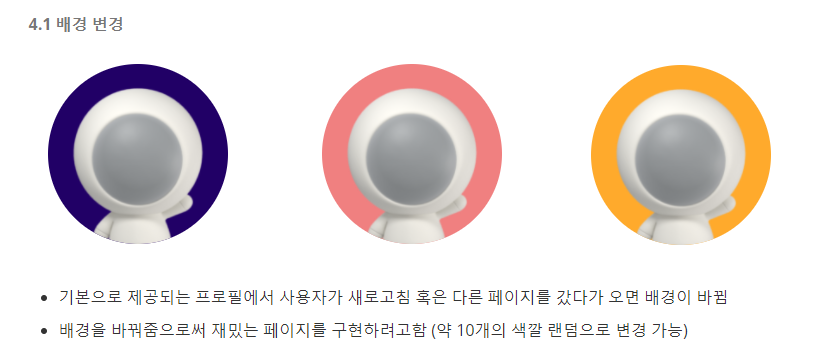 4.1 배경 변경
기본으로 제공되는 프로필에서 사용자가 새로고침 혹은 다른 페이지를 갔다가 오면 배경이 바뀜
배경을 바꿔줌으로써 재밌는 페이지를 구현하려고함 (약 10개의 색깔 랜덤으로 변경 가능)